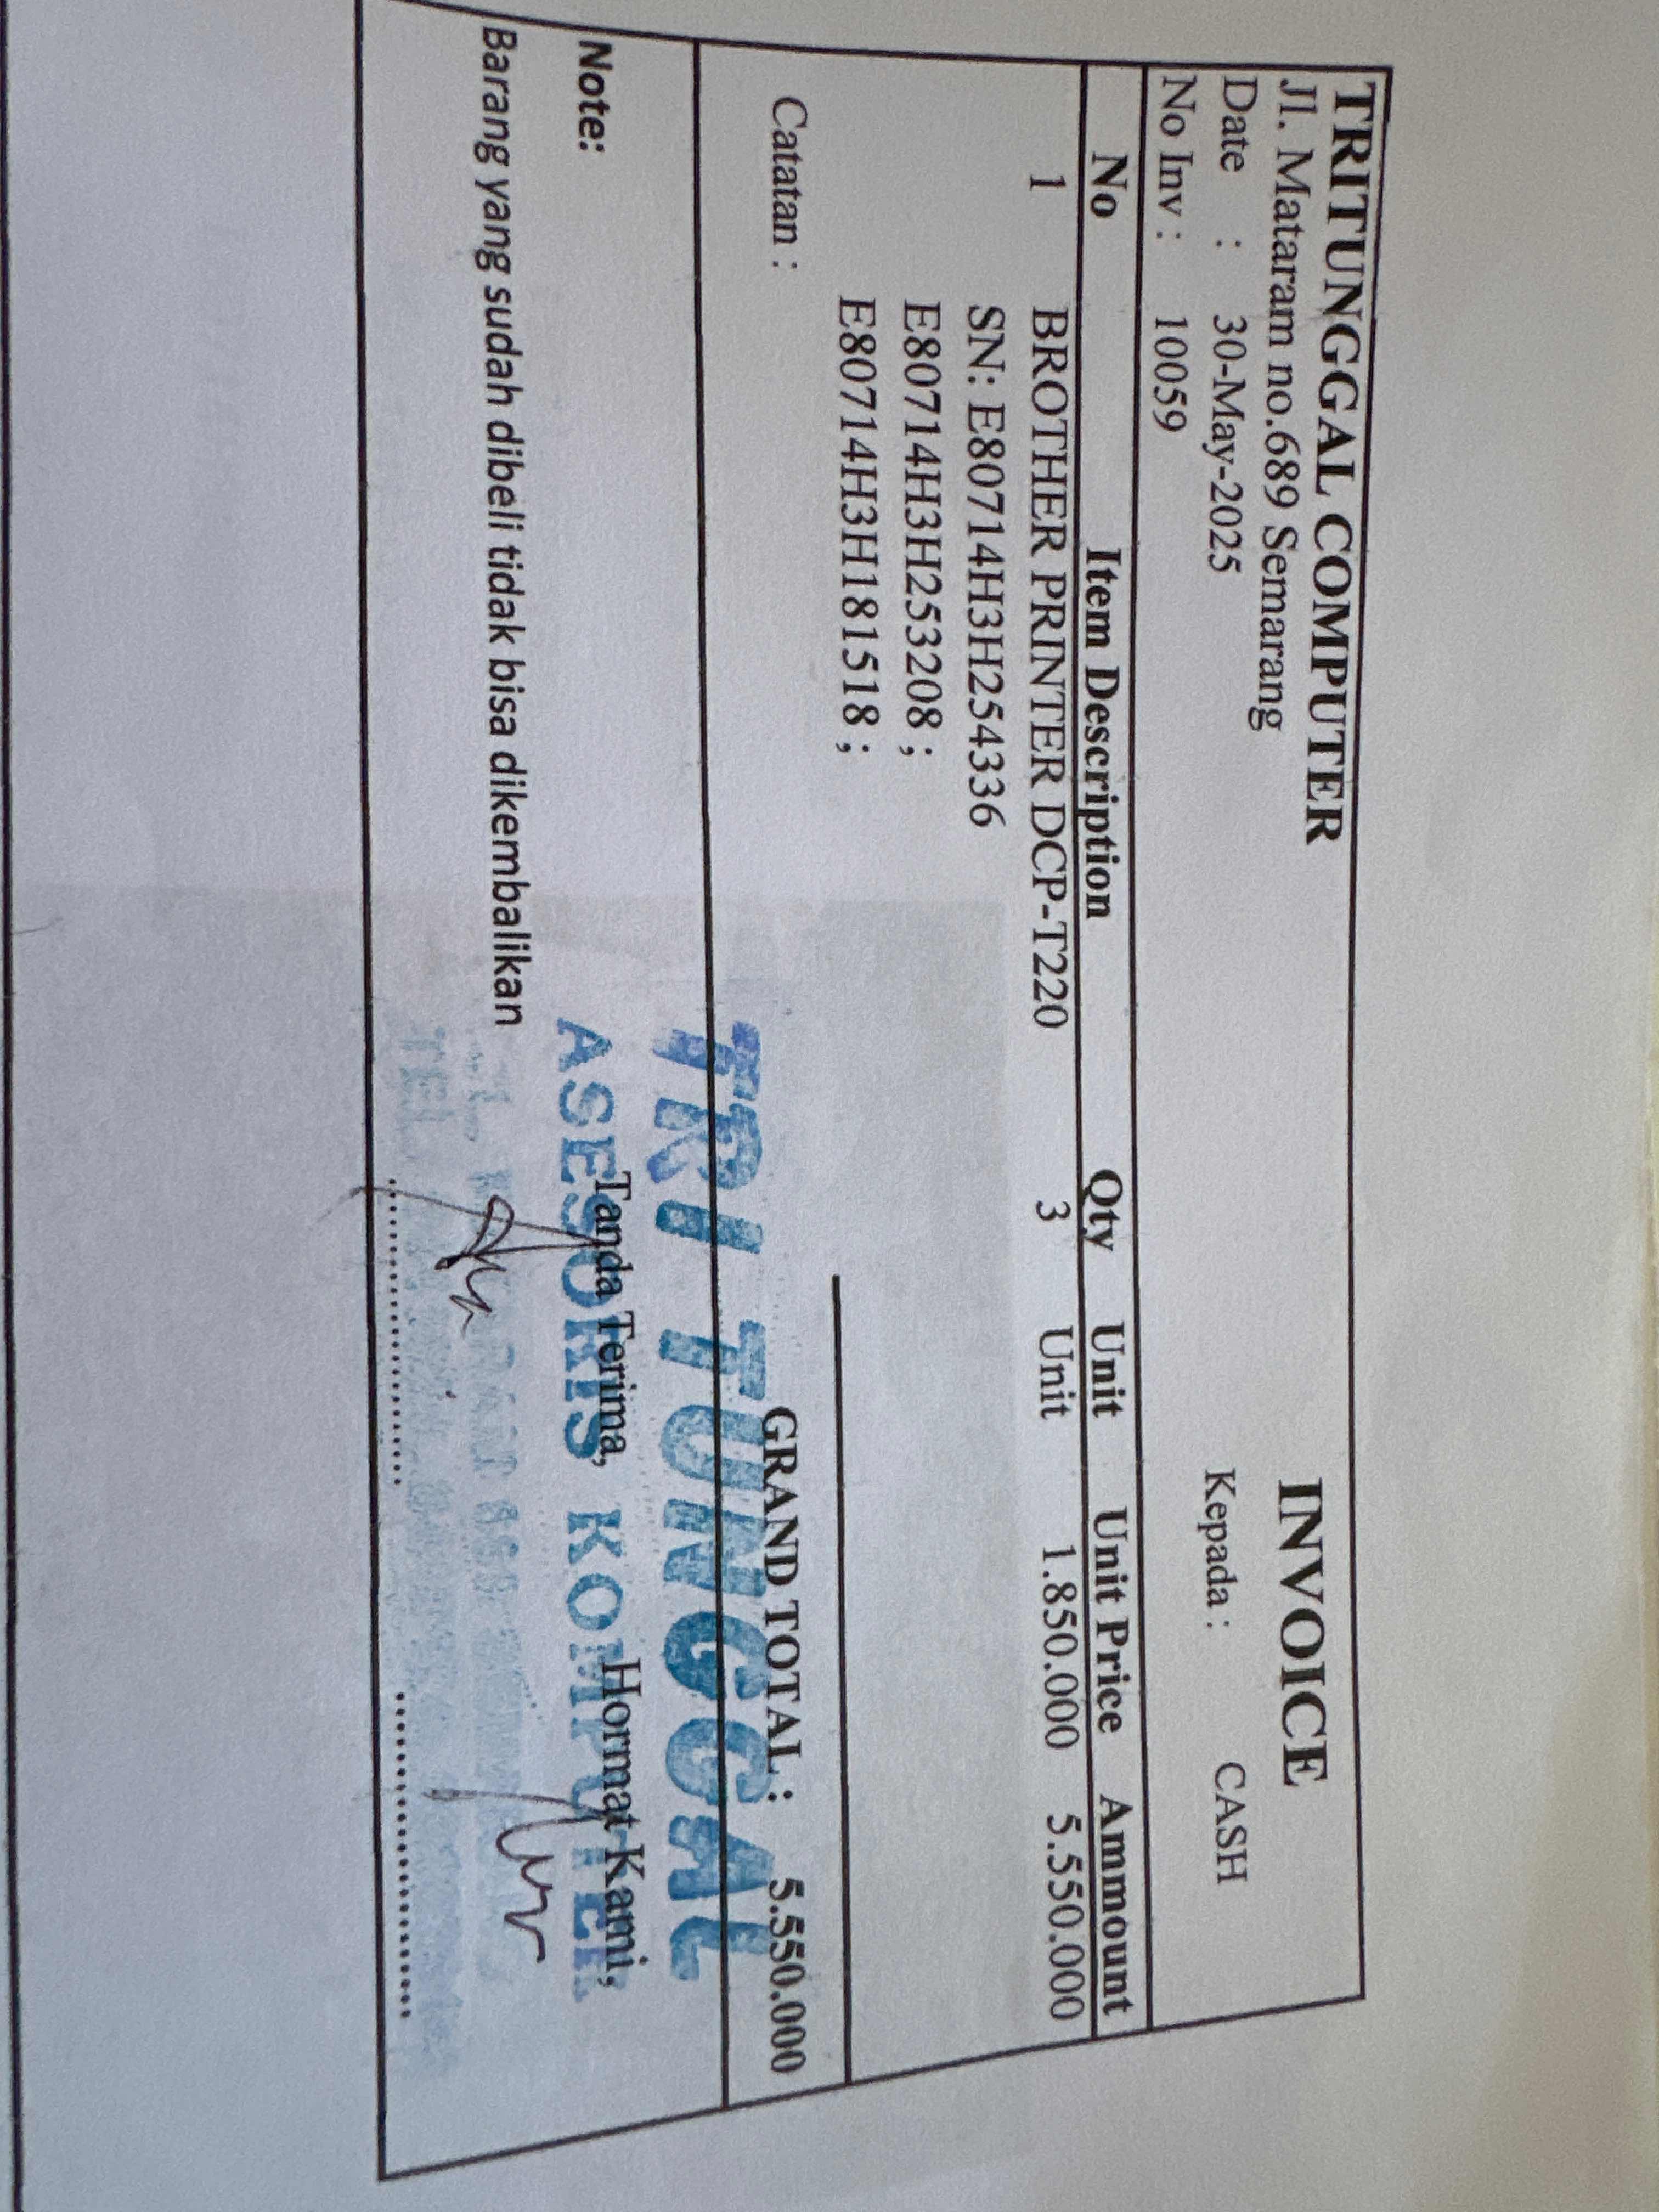 TRITUNGGAL COMPUTER
INVOICE
Jl. Mataram no.689 Semarang
Date : 30-May-2025
Kepada : CASH
No Inv : 10059
No Item Description Qty Unit Unit Price Ammount
1 BROTHER PRINTER DCP-T220 3 Unit 1.850.000 5.550.000
SN: E80714H3H254336
E80714H3H253208 ;
E80714H3H181518 ;
Catatan :
GRAND TOTAL : 5.550.000
TRI TUNGGAL
Note:
Tanda Terima, Hormat Kami,
ASESORIS KOMPUTER
Barang yang sudah dibeli tidak bisa dikembalikan